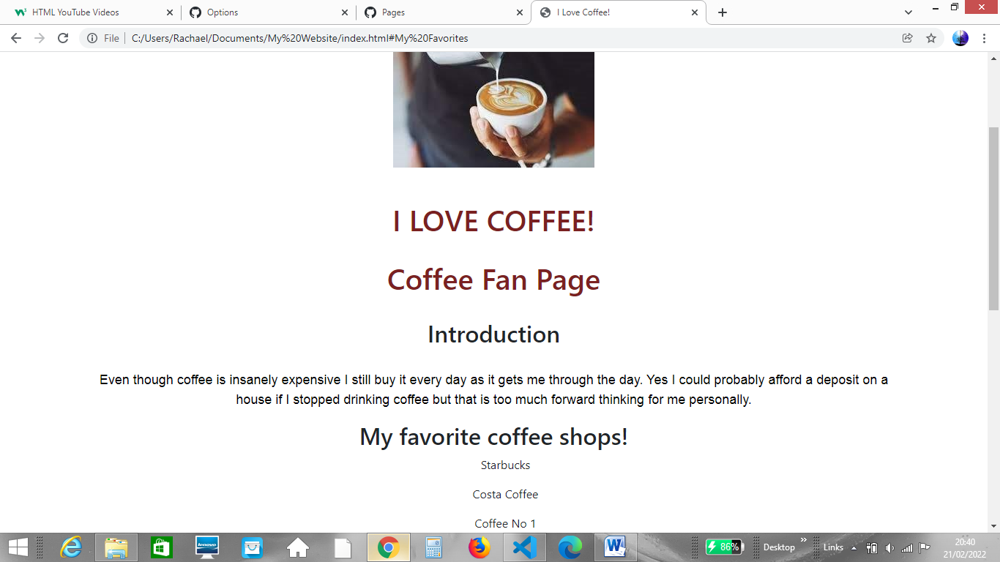 HTML YouTube Videos
Options
Pages
I Love Coffee!
File
C:/Users/Rachael/Documents/My%20Website/index.html#My%20Favorites
I LOVE COFFEE!
Coffee Fan Page
Introduction
Even though coffee is insanely expensive I still buy it every day as it gets me through the day. Yes I could probably afford a deposit on a
house if I stopped drinking coffee but that is too much forward thinking for me personally.
My favorite coffee shops!
Starbucks
Costa Coffee
Coffee No 1
lenovo
86%
Desktop
Links
20:40
21/02/2022